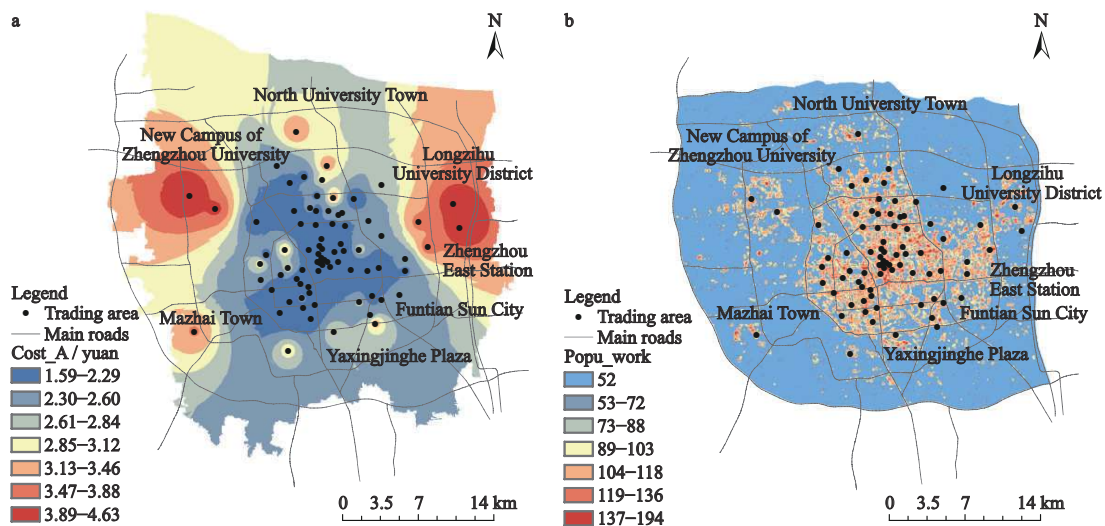 a
N
North University Town
New Campus of
Zhengzhou University
Longzihu
University District
Zhengzhou
East Station
Legend
Trading area
Main roads
Mazhai Town
Funtian Sun City
Yaxingjinghe Plaza
Cost_A / yuan
1.59–2.29
2.30–2.60
2.61–2.84
2.85–3.12
3.13–3.46
3.47–3.88
3.89–4.63
0 3.5 7 14 km
b
N
North University Town
New Campus of
Zhengzhou University
Longzihu
University District
Zhengzhou
East Station
Legend
Trading area
Main roads
Mazhai Town
Funtian Sun City
Yaxingjinghe Plaza
Popu_work
52
53–72
73–88
89–103
104–118
119–136
137–194
0 3.5 7 14 km